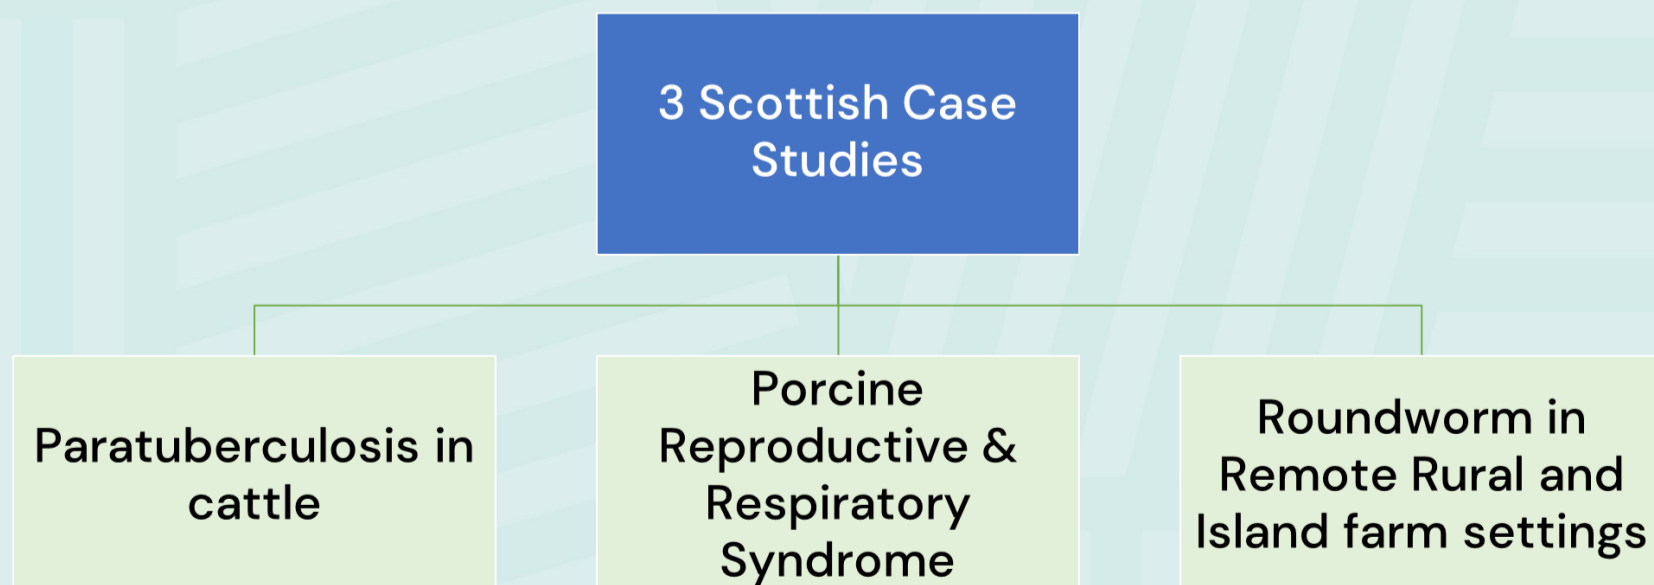 3 Scottish Case
Studies
Paratuberculosis in
cattle
Porcine
Reproductive &
Respiratory
Syndrome
Roundworm in
Remote Rural and
Island farm settings